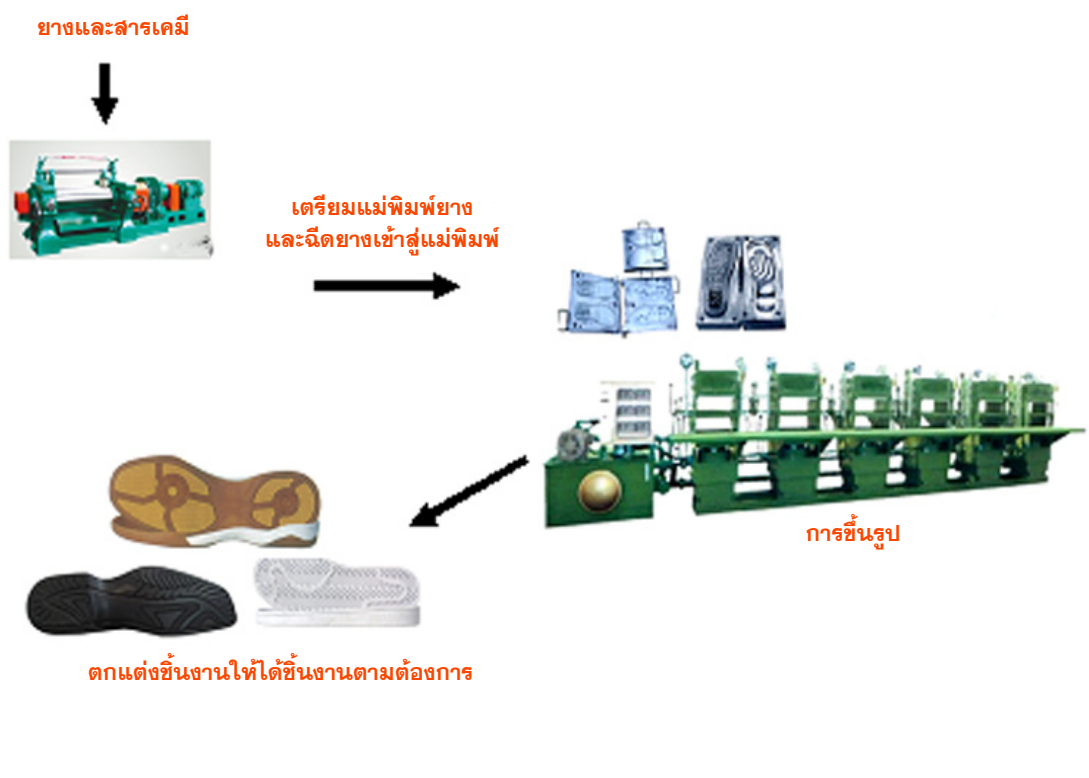 ยางและสารเคมี
เตรียมแม่พิมพ์ยาง
และฉีดยางเข้าสู่แม่พิมพ์
การขึ้นรูป
ตกแต่งชิ้นงานให้ได้ชิ้นงานตามต้องการ